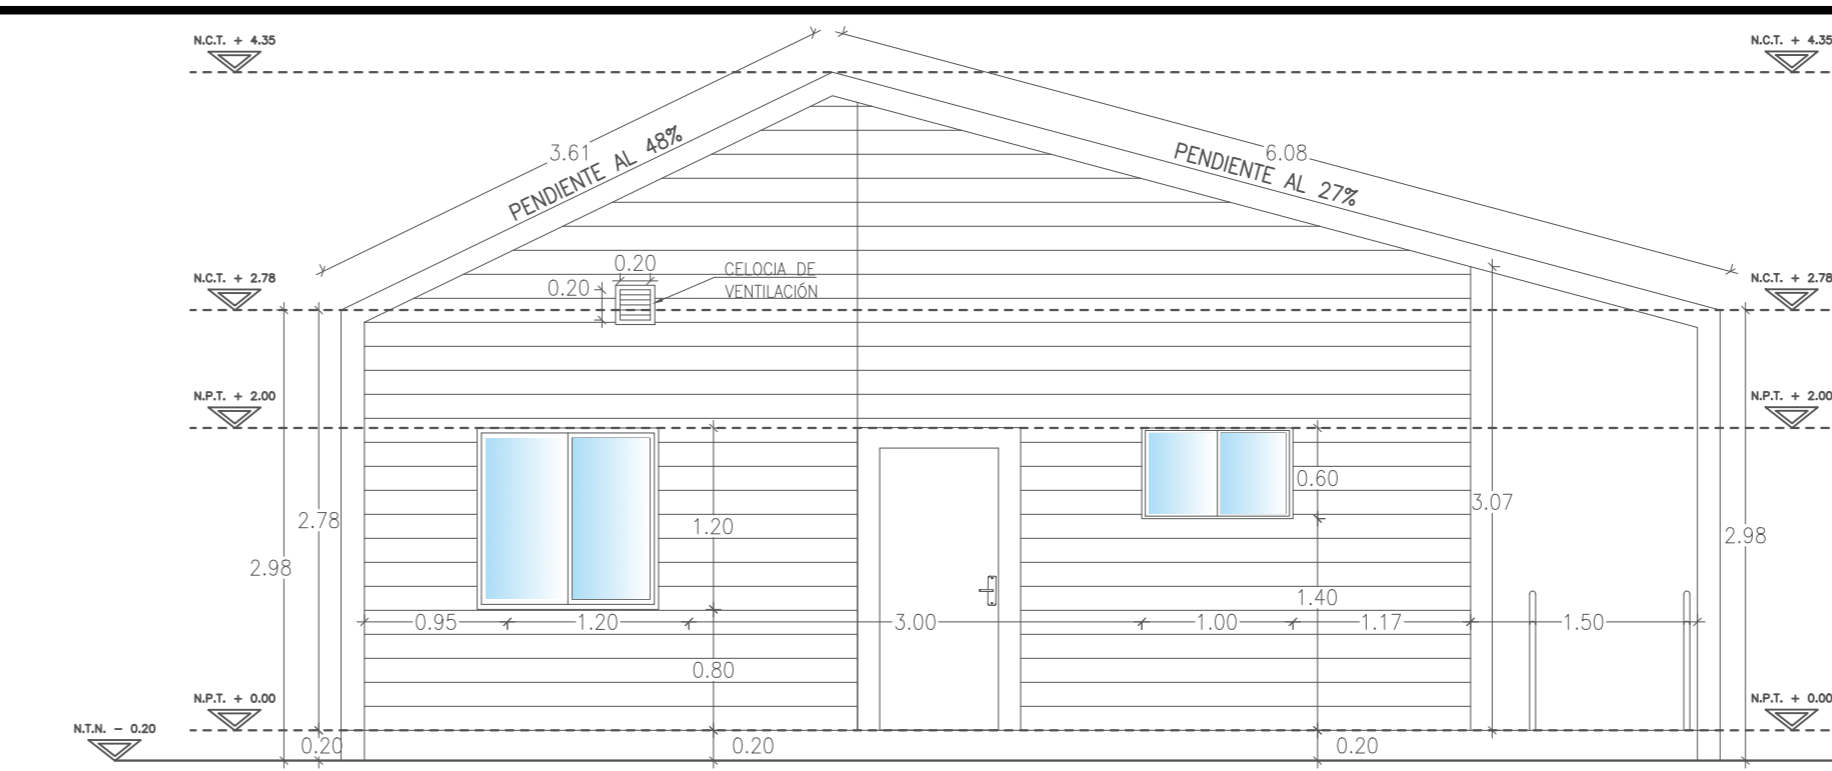 N.C.T. + 4.35
N.C.T. + 4.35
3.61
PENDIENTE AL 48%
6.08
PENDIENTE AL 27%
0.20
CELOCIA DE
VENTILACIÓN
0.20
N.C.T. + 2.78
N.C.T. + 2.78
N.P.T. + 2.00
N.P.T. + 2.00
0.60
3.07
2.78
1.20
2.98
2.98
1.40
0.95
1.20
3.00
1.00
1.17
1.50
0.80
N.P.T. + 0.00
N.P.T. + 0.00
N.T.N. - 0.20
0.20
0.20
0.20